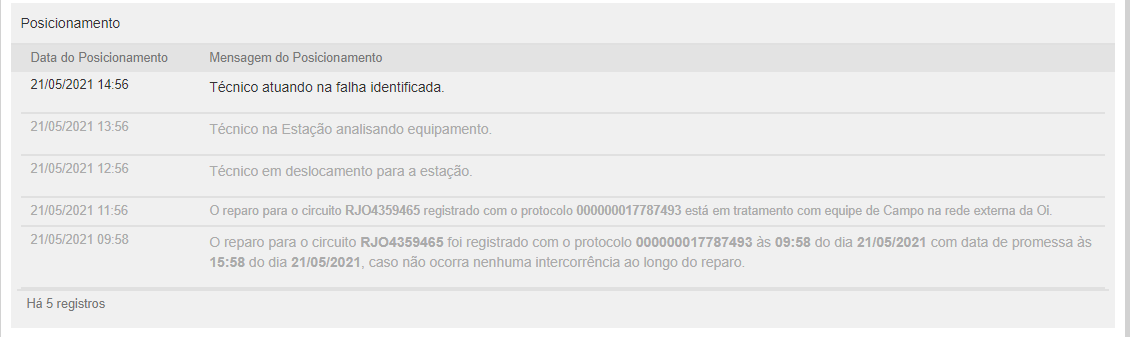 Posicionamento
Data do Posicionamento Mensagem do Posicionamento
21/05/2021 14:56 Técnico atuando na falha identificada.
21/05/2021 13:56 Técnico na Estação analisando equipamento.
21/05/2021 12:56 Técnico em deslocamento para a estação.
21/05/2021 11:56 O reparo para o circuito RJO4359465 registrado com o protocolo 000000017787493 está em tratamento com equipe de Campo na rede externa da Oi.
21/05/2021 09:58 O reparo para o circuito RJO4359465 foi registrado com o protocolo 000000017787493 às 09:58 do dia 21/05/2021 com data de promessa às
15:58 do dia 21/05/2021, caso não ocorra nenhuma intercorrência ao longo do reparo.
Há 5 registros